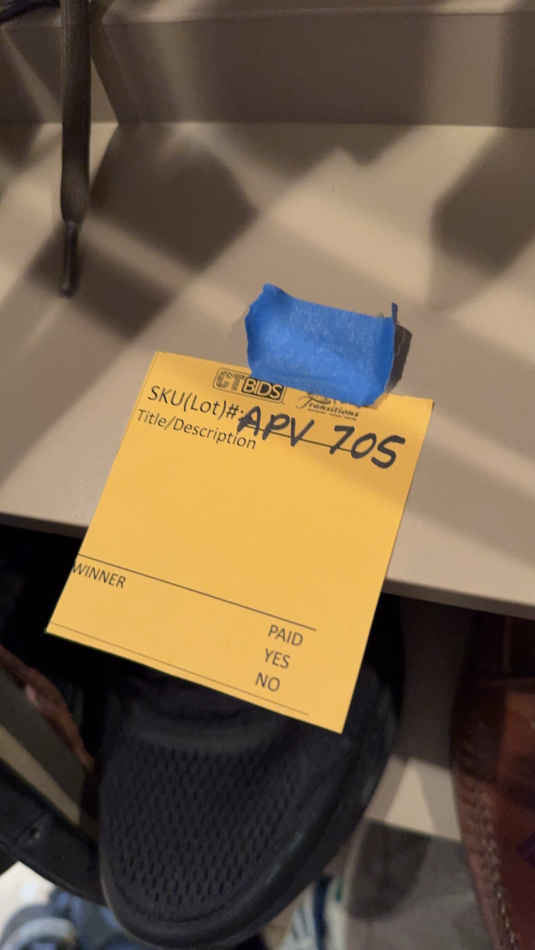 CTBIDS
Transitions
SKU(Lot)#: APV 705
Title/Description
WINNER
PAID
YES
NO